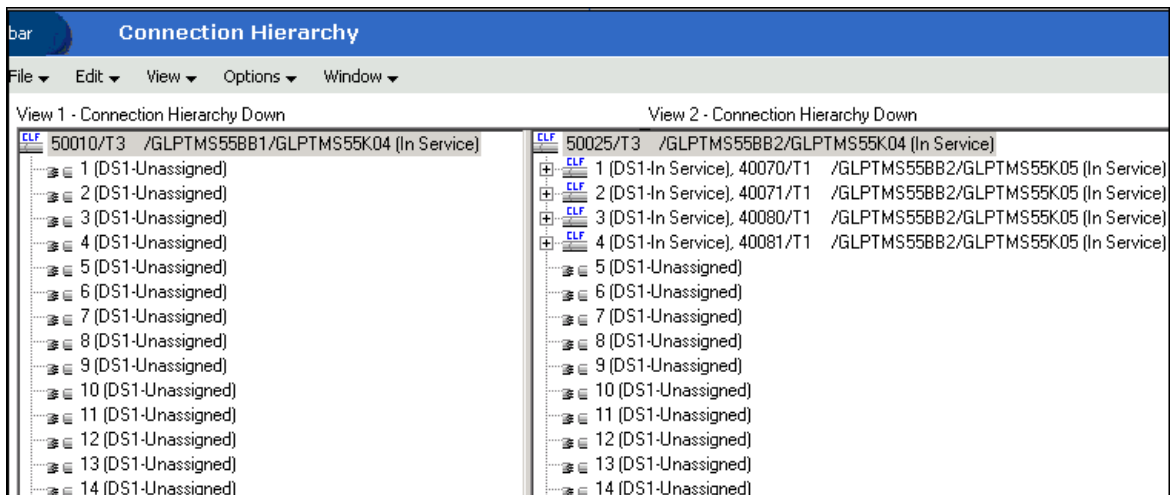 bar
Connection Hierarchy
File Edit View Options Window
View 1 - Connection Hierarchy Down
CLF 50010/T3 /GLPTMS55BB1/GLPTMS55K04 (In Service)
1 (DS1-Unassigned)
2 (DS1-Unassigned)
3 (DS1-Unassigned)
4 (DS1-Unassigned)
5 (DS1-Unassigned)
6 (DS1-Unassigned)
7 (DS1-Unassigned)
8 (DS1-Unassigned)
9 (DS1-Unassigned)
10 (DS1-Unassigned)
11 (DS1-Unassigned)
12 (DS1-Unassigned)
13 (DS1-Unassigned)
14 (DS1-Unassigned)
View 2 - Connection Hierarchy Down
CLF 50025/T3 /GLPTMS55BB2/GLPTMS55K04 (In Service)
CLF 1 (DS1-In Service), 40070/T1 /GLPTMS55BB2/GLPTMS55K05 (In Service)
CLF 2 (DS1-In Service), 40071/T1 /GLPTMS55BB2/GLPTMS55K05 (In Service)
CLF 3 (DS1-In Service), 40080/T1 /GLPTMS55BB2/GLPTMS55K05 (In Service)
CLF 4 (DS1-In Service), 40081/T1 /GLPTMS55BB2/GLPTMS55K05 (In Service)
5 (DS1-Unassigned)
6 (DS1-Unassigned)
7 (DS1-Unassigned)
8 (DS1-Unassigned)
9 (DS1-Unassigned)
10 (DS1-Unassigned)
11 (DS1-Unassigned)
12 (DS1-Unassigned)
13 (DS1-Unassigned)
14 (DS1-Unassigned)